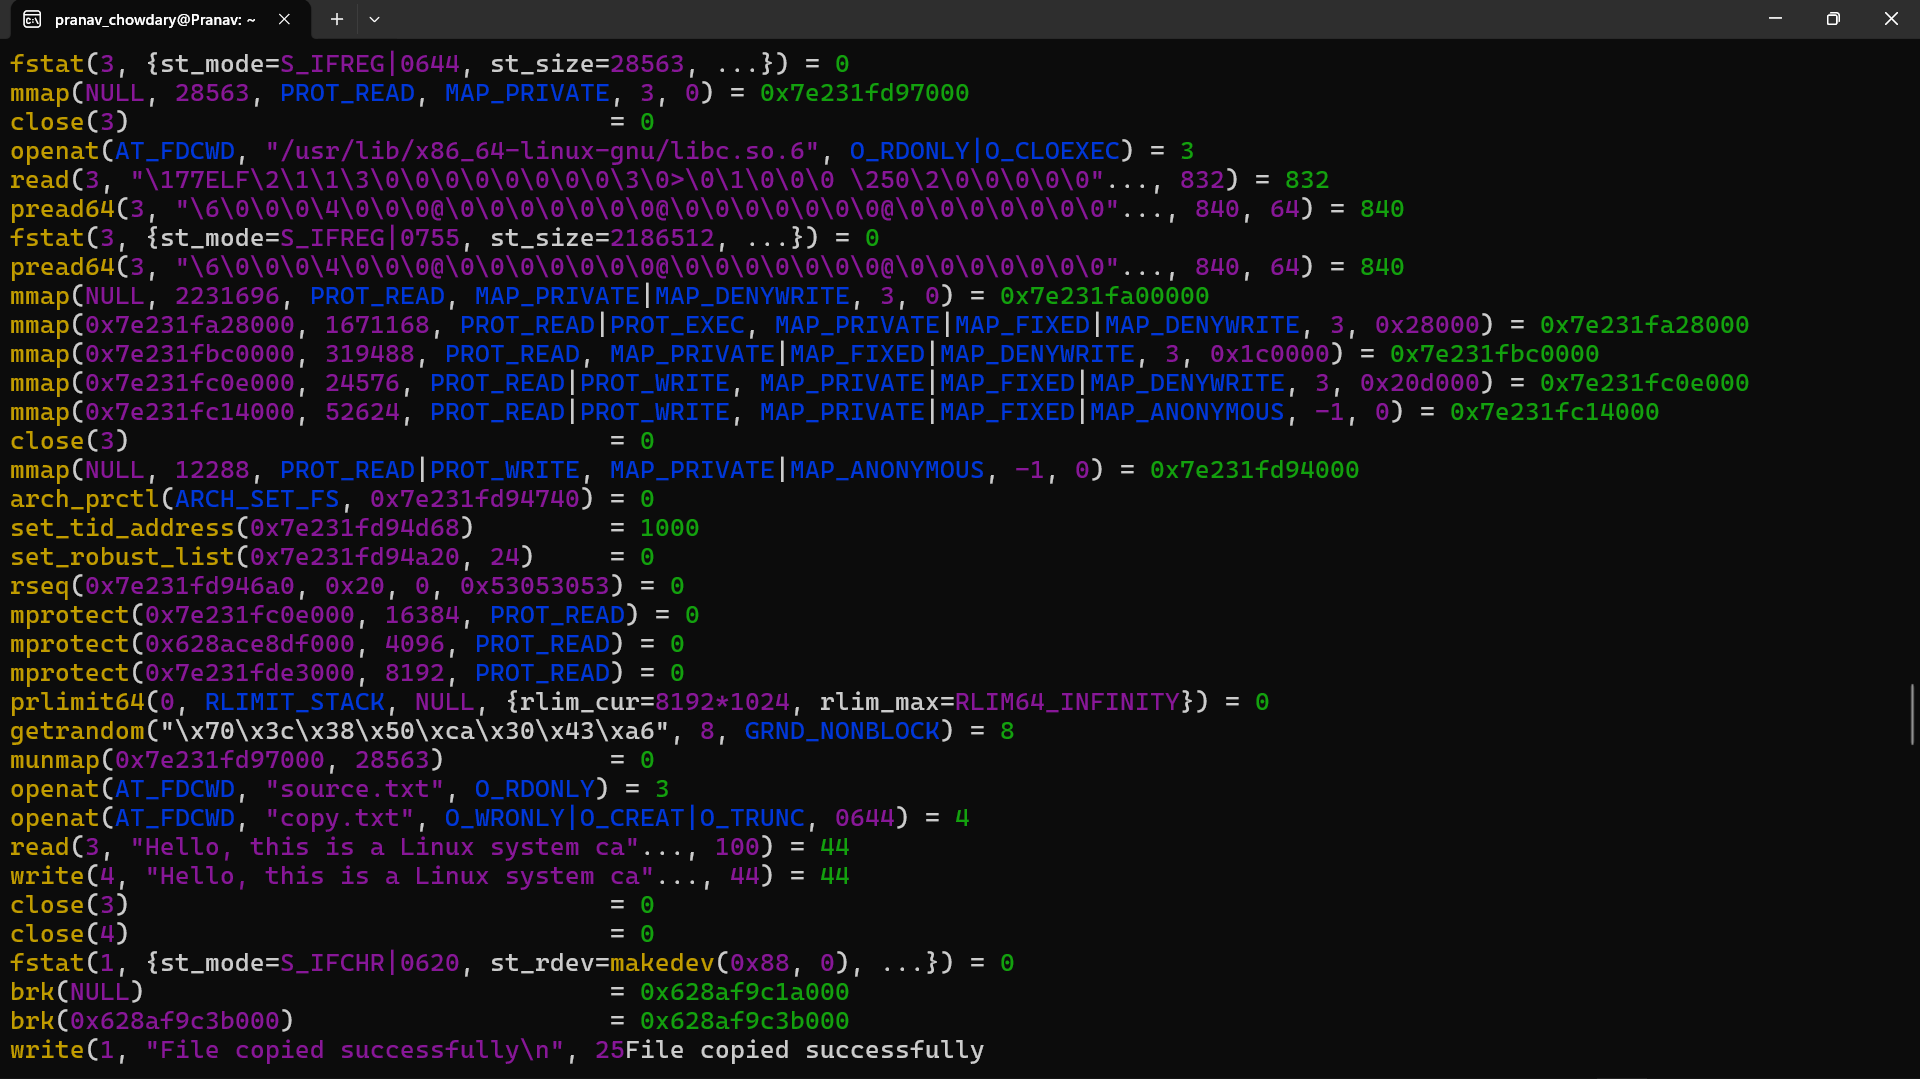 pranav_chowdary@Pranav: ~
fstat(3, {st_mode=S_IFREG|0644, st_size=28563, ...}) = 0
mmap(NULL, 28563, PROT_READ, MAP_PRIVATE, 3, 0) = 0x7e231fd97000
close(3)                                = 0
openat(AT_FDCWD, "/usr/lib/x86_64-linux-gnu/libc.so.6", O_RDONLY|O_CLOEXEC) = 3
read(3, "\177ELF\2\1\1\3\0\0\0\0\0\0\0\0\3\0>\0\1\0\0\0 \250\2\0\0\0\0\0"..., 832) = 832
pread64(3, "\6\0\0\0\4\0\0\0@\0\0\0\0\0\0\0@\0\0\0\0\0\0\0@\0\0\0\0\0\0\0"..., 840, 64) = 840
fstat(3, {st_mode=S_IFREG|0755, st_size=2186512, ...}) = 0
pread64(3, "\6\0\0\0\4\0\0\0@\0\0\0\0\0\0\0@\0\0\0\0\0\0\0@\0\0\0\0\0\0\0"..., 840, 64) = 840
mmap(NULL, 2231696, PROT_READ, MAP_PRIVATE|MAP_DENYWRITE, 3, 0) = 0x7e231fa00000
mmap(0x7e231fa28000, 1671168, PROT_READ|PROT_EXEC, MAP_PRIVATE|MAP_FIXED|MAP_DENYWRITE, 3, 0x28000) = 0x7e231fa28000
mmap(0x7e231fbc0000, 319488, PROT_READ, MAP_PRIVATE|MAP_FIXED|MAP_DENYWRITE, 3, 0x1c0000) = 0x7e231fbc0000
mmap(0x7e231fc0e000, 24576, PROT_READ|PROT_WRITE, MAP_PRIVATE|MAP_FIXED|MAP_DENYWRITE, 3, 0x20d000) = 0x7e231fc0e000
mmap(0x7e231fc14000, 52624, PROT_READ|PROT_WRITE, MAP_PRIVATE|MAP_FIXED|MAP_ANONYMOUS, -1, 0) = 0x7e231fc14000
close(3)                                = 0
mmap(NULL, 12288, PROT_READ|PROT_WRITE, MAP_PRIVATE|MAP_ANONYMOUS, -1, 0) = 0x7e231fd94000
arch_prctl(ARCH_SET_FS, 0x7e231fd94740) = 0
set_tid_address(0x7e231fd94d68)         = 1000
set_robust_list(0x7e231fd94a20, 24)     = 0
rseq(0x7e231fd946a0, 0x20, 0, 0x53053053) = 0
mprotect(0x7e231fc0e000, 16384, PROT_READ) = 0
mprotect(0x628ace8df000, 4096, PROT_READ) = 0
mprotect(0x7e231fde3000, 8192, PROT_READ) = 0
prlimit64(0, RLIMIT_STACK, NULL, {rlim_cur=8192*1024, rlim_max=RLIM64_INFINITY}) = 0
getrandom("\x70\x3c\x38\x50\xca\x30\x43\xa6", 8, GRND_NONBLOCK) = 8
munmap(0x7e231fd97000, 28563)           = 0
openat(AT_FDCWD, "source.txt", O_RDONLY) = 3
openat(AT_FDCWD, "copy.txt", O_WRONLY|O_CREAT|O_TRUNC, 0644) = 4
read(3, "Hello, this is a Linux system ca"..., 100) = 44
write(4, "Hello, this is a Linux system ca"..., 44) = 44
close(3)                                = 0
close(4)                                = 0
fstat(1, {st_mode=S_IFCHR|0620, st_rdev=makedev(0x88, 0), ...}) = 0
brk(NULL)                               = 0x628af9c1a000
brk(0x628af9c3b000)                     = 0x628af9c3b000
write(1, "File copied successfully\n", 25File copied successfully